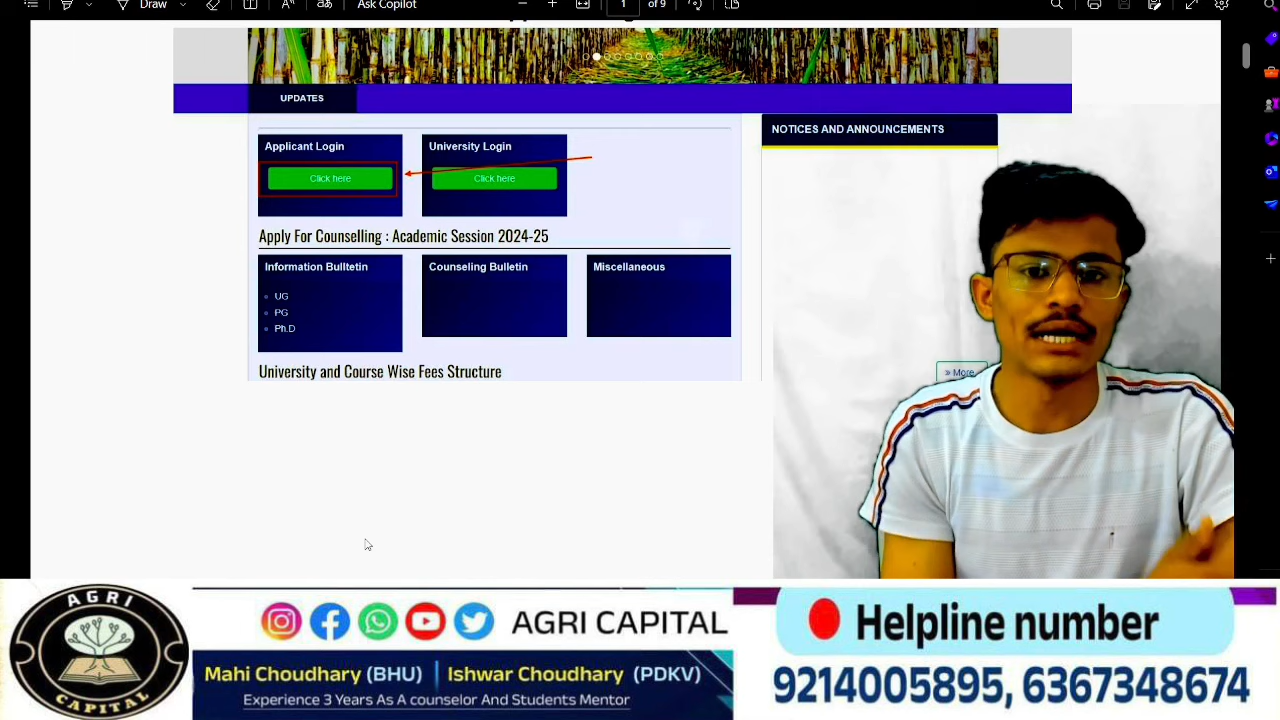 Draw
Ask Copilot
1 of 9
UPDATES
Applicant Login
Click here
University Login
Click here
Apply For Counselling : Academic Session 2024-25
Information Bulltetin
UG
PG
Ph.D
Counseling Bulletin
Miscellaneous
University and Course Wise Fees Structure
NOTICES AND ANNOUNCEMENTS
» More
AGRI
CAPITAL
AGRI CAPITAL
Mahi Choudhary (BHU) | Ishwar Choudhary (PDKV)
Experience 3 Years As A counselor And Students Mentor
Helpline number
9214005895, 6367348674